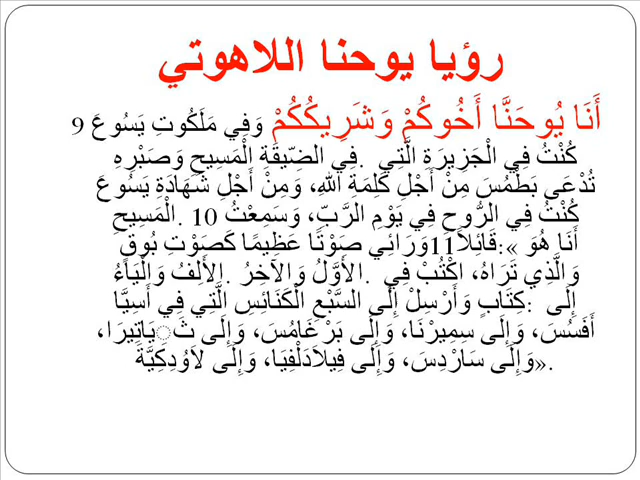 رؤيا يوحنا اللاهوتي
أَنَا يُوحَنَّا أَخُوكُمْ وَشَرِيكُكُمْ وَفِي مَلَكُوتِ يَسُوعَ 9
كُنْتُ فِي الْجَزِيرَةِ الَّتِي .فِي الضِّيقَةِ الْمَسِيحِ وَصَبْرِهِ
تُدْعَى بَطْمُسَ مِنْ أَجْلِ كَلِمَةِ اللهِ، وَمِنْ أَجْلِ شَهَادَةِ يَسُوعَ
كُنْتُ فِي الرُّوحِ فِي يَوْمِ الرَّبِّ، وَسَمِعْتُ 10 .الْمَسِيحِ
أَنَا هُوَ »:قَائِلاً11وَرَائِي صَوْتًا عَظِيمًا كَصَوْتِ بُوقٍ
وَالَّذِي تَرَاهُ، اكْتُبْ فِي .الأَوَّلُ وَالآخِرُ .الأَلِفُ وَالْيَاءُ
إِلَى :كِتَابٍ وَأَرْسِلْ إِلَى السَّبْعِ الْكَنَائِسِ الَّتِي فِي أَسِيَّا
أَفَسُسَ، وَإِلَى سِمِيرْنَا، وَإِلَى بَرْغَامُسَ، وَإِلَى ثَِيَاتِيرَا،
وَإِلَى سَارْدِسَ، وَإِلَى فِيلاَدَلْفِيَا، وَإِلَى لاَوُدِكِيَّةَ».